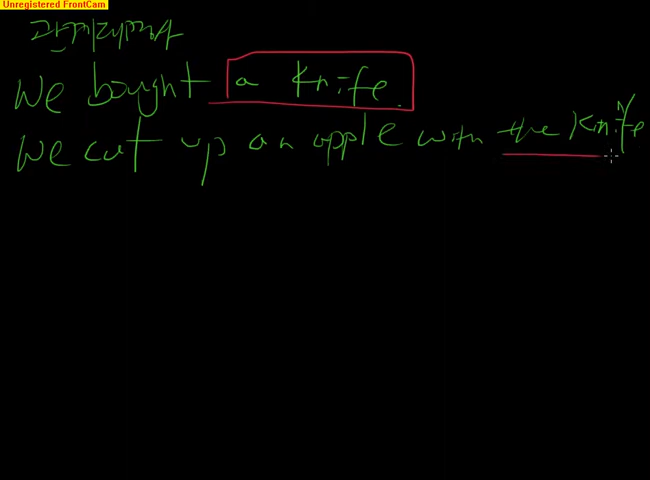 Unregistered FrontCam
관계대명사
We bought a knife.
We cut up an apple with the knife